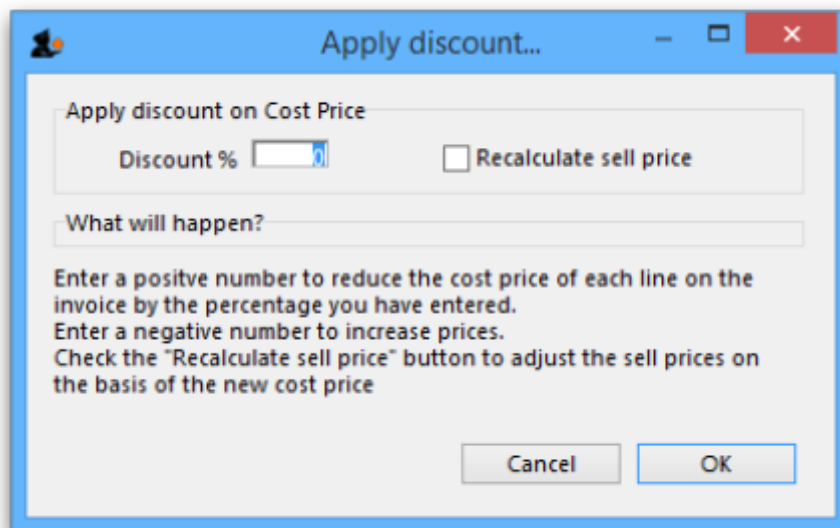 Apply discount...
Apply discount on Cost Price
Discount % 0 Recalculate sell price
What will happen?
Enter a positve number to reduce the cost price of each line on the
invoice by the percentage you have entered.
Enter a negative number to increase prices.
Check the "Recalculate sell price" button to adjust the sell prices on
the basis of the new cost price
Cancel OK